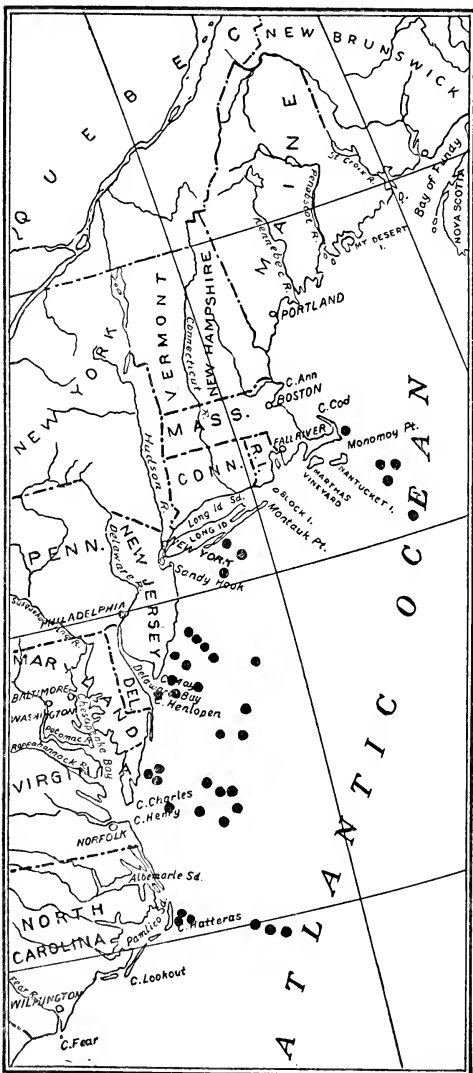 QUEBEC
NEW BRUNSWICK
MAINE
St Croix R.
Penobscot R.
Kennebec R.
Bay of Fundy
NOVA SCOTIA
MT DESERT
I.
PORTLAND
NEW YORK
VERMONT
NEW HAMPSHIRE
Connecticut
R.
Hudson R.
MASS.
C. Ann
BOSTON
C. Cod
CONN.
R.I.
FALL RIVER
Monomoy Pt.
NANTUCKET I.
MARTHAS
VINEYARD
BLOCK I.
Montauk Pt.
Long Id Sd.
LONG ID
NEW YORK
Sandy Hook
PENN.
NEW JERSEY
Delaware R.
PHILADELPHIA
MARYLAND
DEL.
C. May
Delaware Bay
C. Henlopen
BALTIMORE
WASHINGTON
Chesapeake Bay
Potomac R.
Rappahannock R.
VIRGINIA
C. Charles
C. Henry
NORFOLK
Albemarle Sd.
NORTH
CAROLINA
Pamlico Sd.
C. Hatteras
C. Lookout
Fear R.
WILMINGTON
C. Fear
ATLANTIC OCEAN